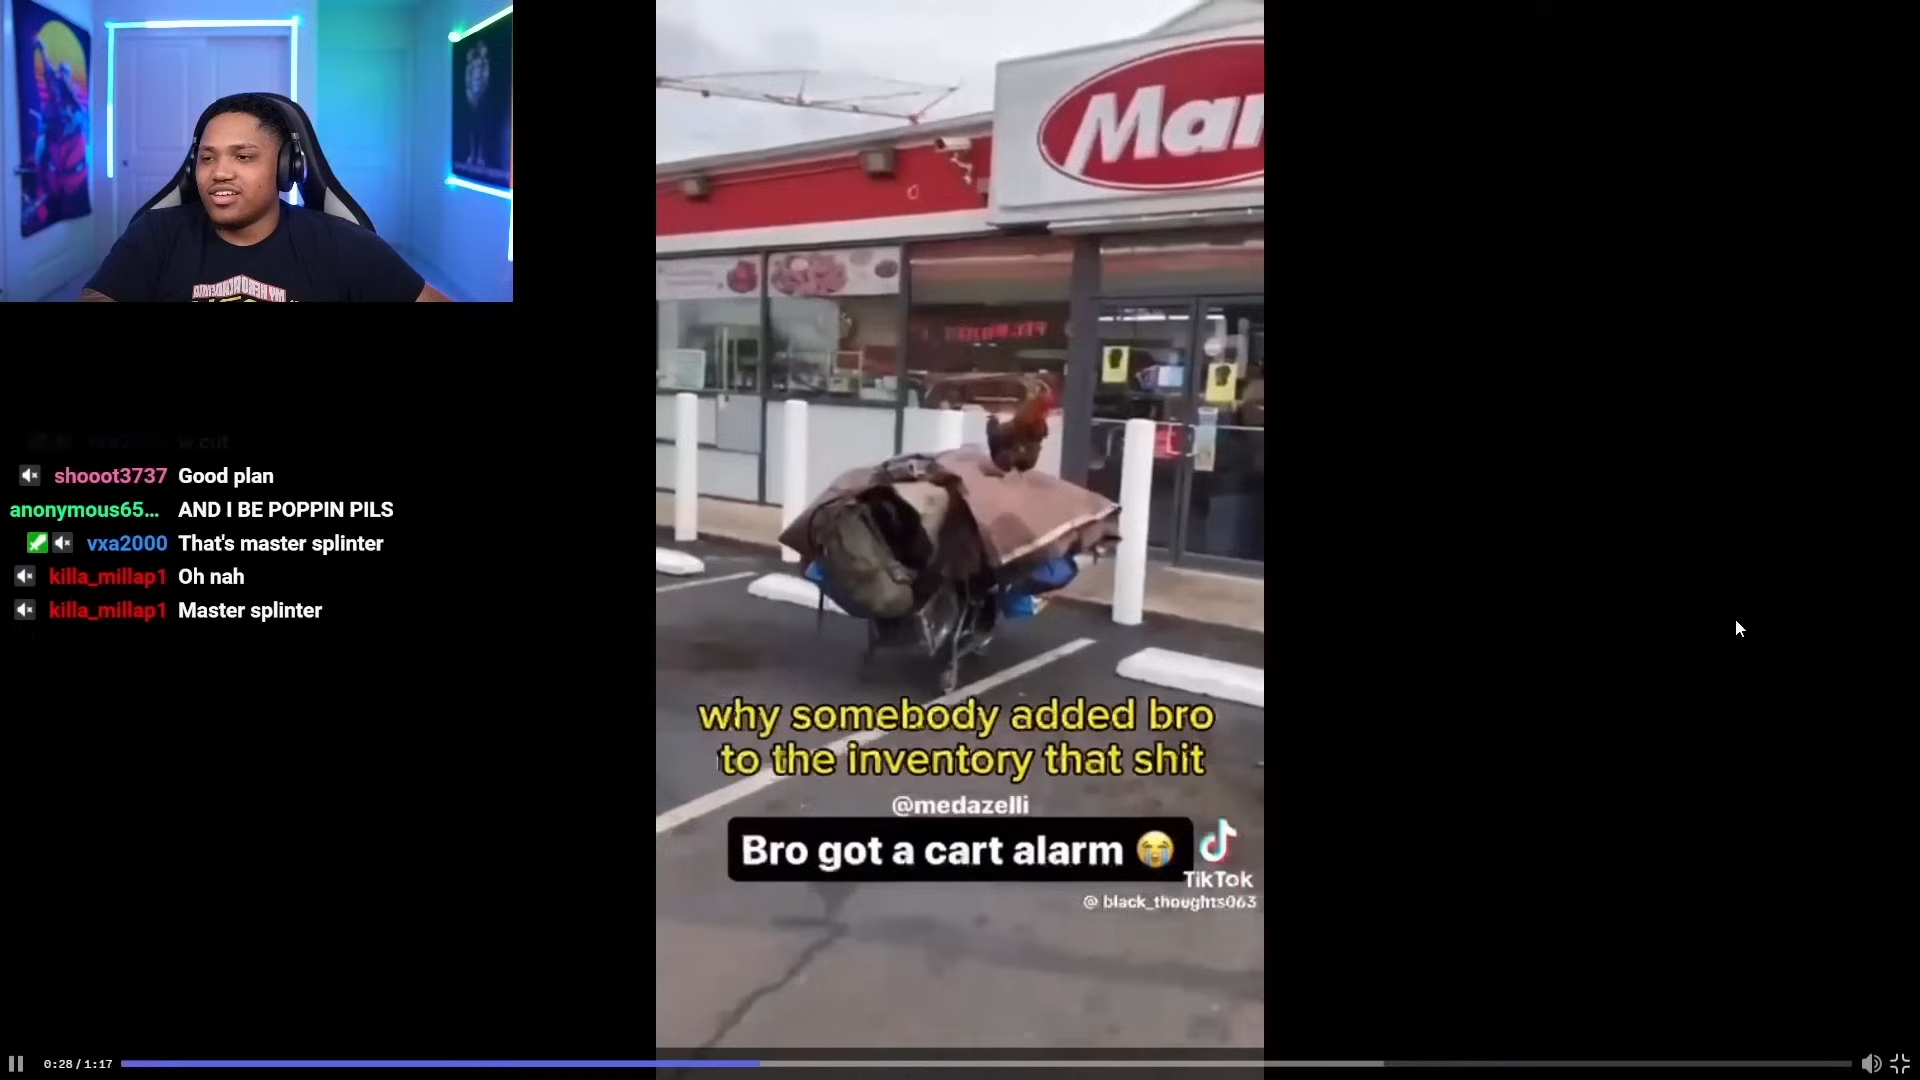 Mar
w cut
shooot3737 Good plan
anonymous65... AND I BE POPPIN PILS
vxa2000 That's master splinter
killa_millap1 Oh nah
killa_millap1 Master splinter
why somebody added bro
to the inventory that shit
@medazelli
Bro got a cart alarm 😭
TikTok
@ black_thoughts063
0:28 / 1:17